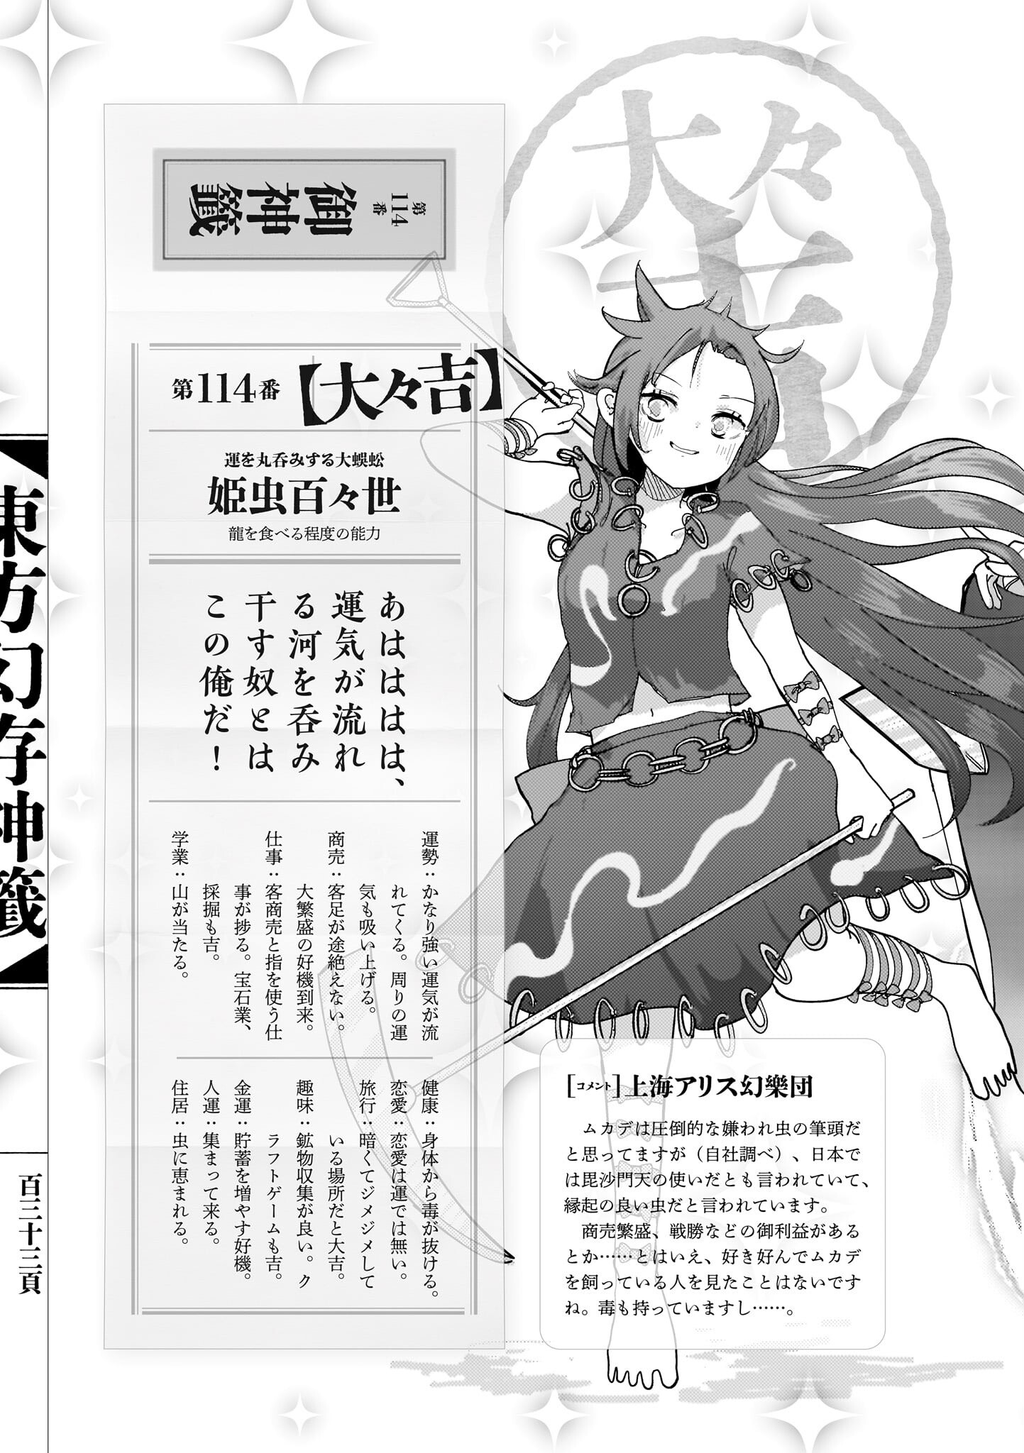 大々吉
御神籤
第114番
第114番【大々吉】
運を丸呑みする大蜈蚣
姫虫百々世
龍を食べる程度の能力
あはははは、
運気が流れ
る河を呑み
干す奴とは
この俺だ！
運勢：かなり強い運気が流
れてくる。周りの運
気も吸い上げる。
商売：客足が途絶えない。
大繁盛の好機到来。
仕事：客商売と指を使う仕
事が捗る。宝石業、
採掘も吉。
学業：山が当たる。
健康：身体から毒が抜ける。
恋愛：恋愛は運では無い。
旅行：暗くてジメジメして
いる場所だと大吉。
趣味：鉱物収集が良い。ク
ラフトゲームも吉。
金運：貯蓄を増やす好機。
人運：集まって来る。
住居：虫に恵まれる。
［コメント］上海アリス幻樂団
ムカデは圧倒的な嫌われ虫の筆頭だ
と思ってますが（自社調べ）、日本で
は毘沙門天の使いだとも言われていて、
縁起の良い虫だと言われています。
商売繁盛、戦勝などの御利益がある
とか……とはいえ、好き好んでムカデ
を飼っている人を見たことはないです
ね。毒も持っていますし……。
東方幻存神籤
百三十三頁